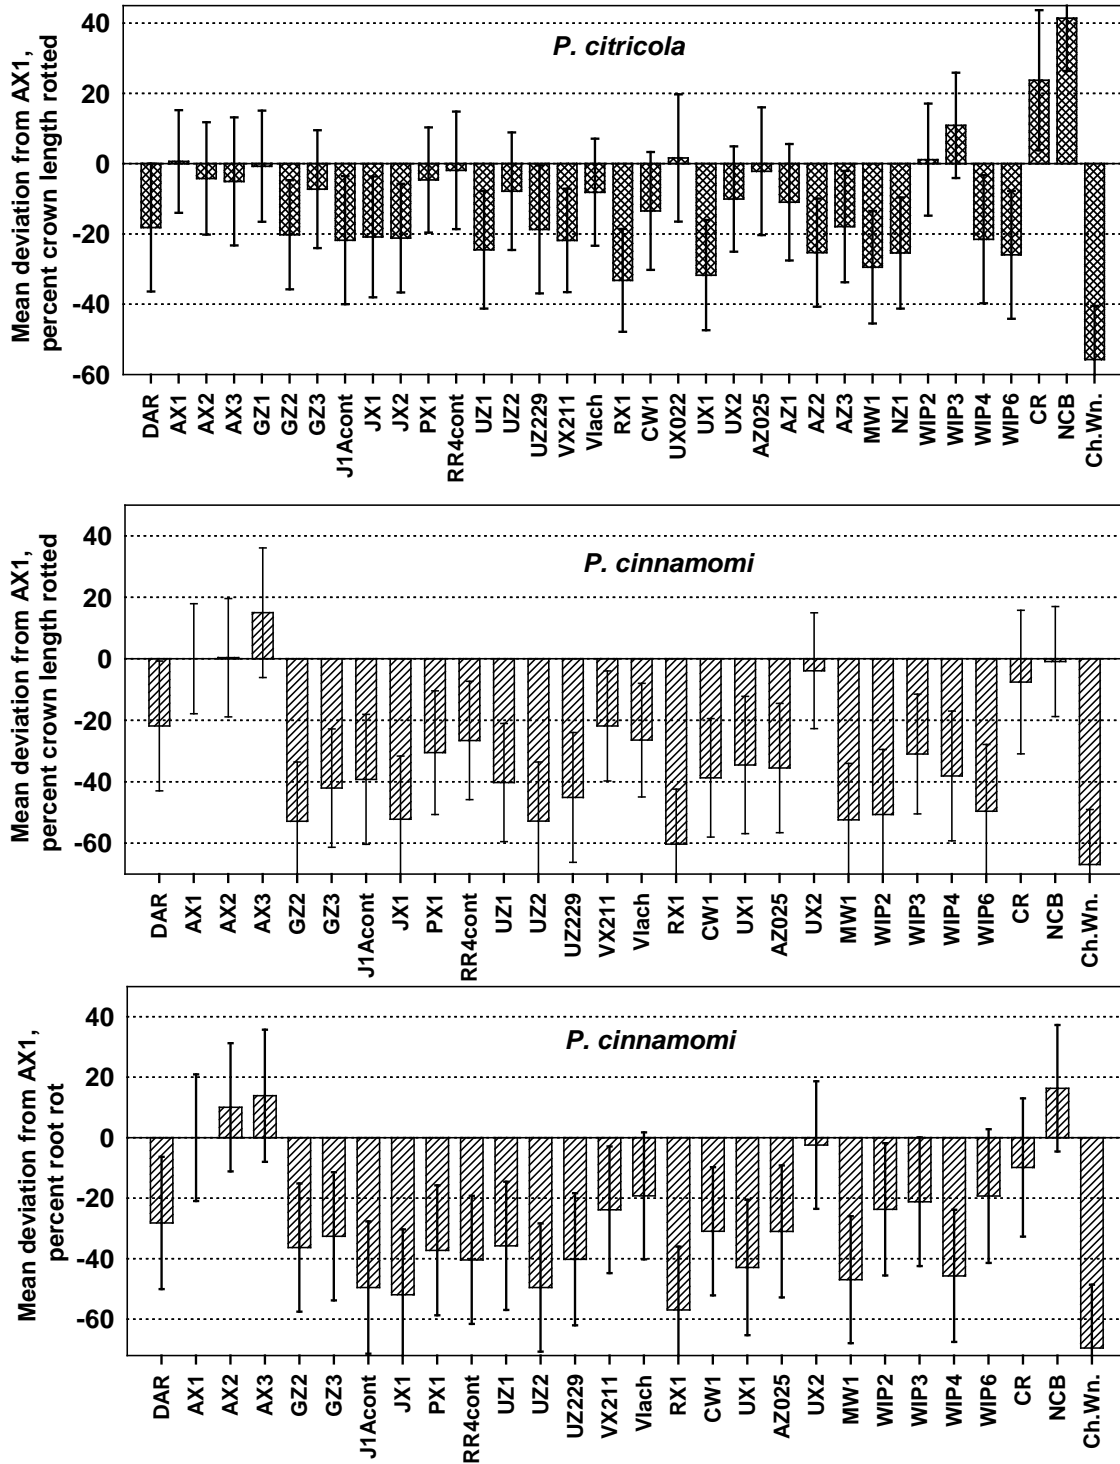 Mean deviation from AX1,
percent crown length rotted
40
20
0
-20
-40
-60
P. citricola
DAR
AX1
AX2
AX3
GZ1
GZ2
GZ3
J1Acont
JX1
JX2
PX1
RR4cont
UZ1
UZ2
UZ229
VX211
Vlach
RX1
CW1
UX022
UX1
UX2
AZ025
AZ1
AZ2
AZ3
MW1
NZ1
WIP2
WIP3
WIP4
WIP6
CR
NCB
Ch.Wn.
Mean deviation from AX1,
percent crown length rotted
40
20
0
-20
-40
-60
P. cinnamomi
DAR
AX1
AX2
AX3
GZ2
GZ3
J1Acont
JX1
PX1
RR4cont
UZ1
UZ2
UZ229
VX211
Vlach
RX1
CW1
UX1
AZ025
UX2
MW1
WIP2
WIP3
WIP4
WIP6
CR
NCB
Ch.Wn.
Mean deviation from AX1,
percent root rot
40
20
0
-20
-40
-60
P. cinnamomi
DAR
AX1
AX2
AX3
GZ2
GZ3
J1Acont
JX1
PX1
RR4cont
UZ1
UZ2
UZ229
VX211
Vlach
RX1
CW1
UX1
AZ025
UX2
MW1
WIP2
WIP3
WIP4
WIP6
CR
NCB
Ch.Wn.